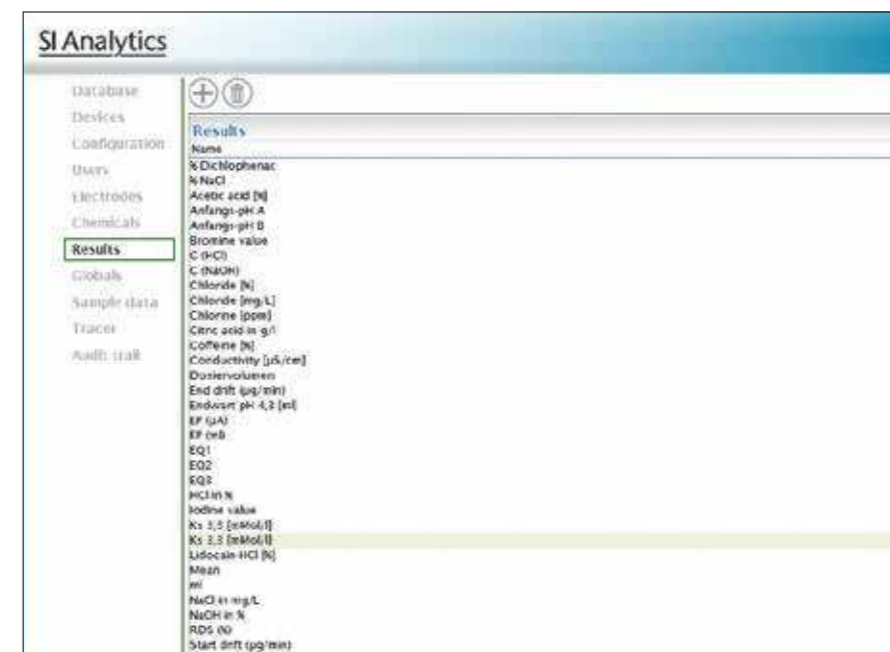 SI Analytics
Database
Devices
Configuration
Users
Electrodes
Chemicals
Results
Globals
Sample data
Tracer
Audit trail
Results
Name
% Dichlophenac
% NaCl
Acetic acid [%]
Anfangs-pH A
Anfangs-pH B
Bromine value
C (HCl)
C (NaOH)
Chloride [%]
Chloride [mg/L]
Chlorine [ppm]
Citric acid in g/l
Coffeine [%]
Conductivity [µS/cm]
Dosiervolumen
End drift (µg/min)
Endwert pH 4,3 [ml]
EP (µA)
EP (ml)
EQ1
EQ2
EQ3
HCl in %
Iodine value
Ks 3,3 [mMol/l]
Ks 3,3 [mMol/l]
Lidocain-HCl [%]
Mean
ml
NaCl in mg/L
NaOH in %
RDS (%)
Start drift (µg/min)